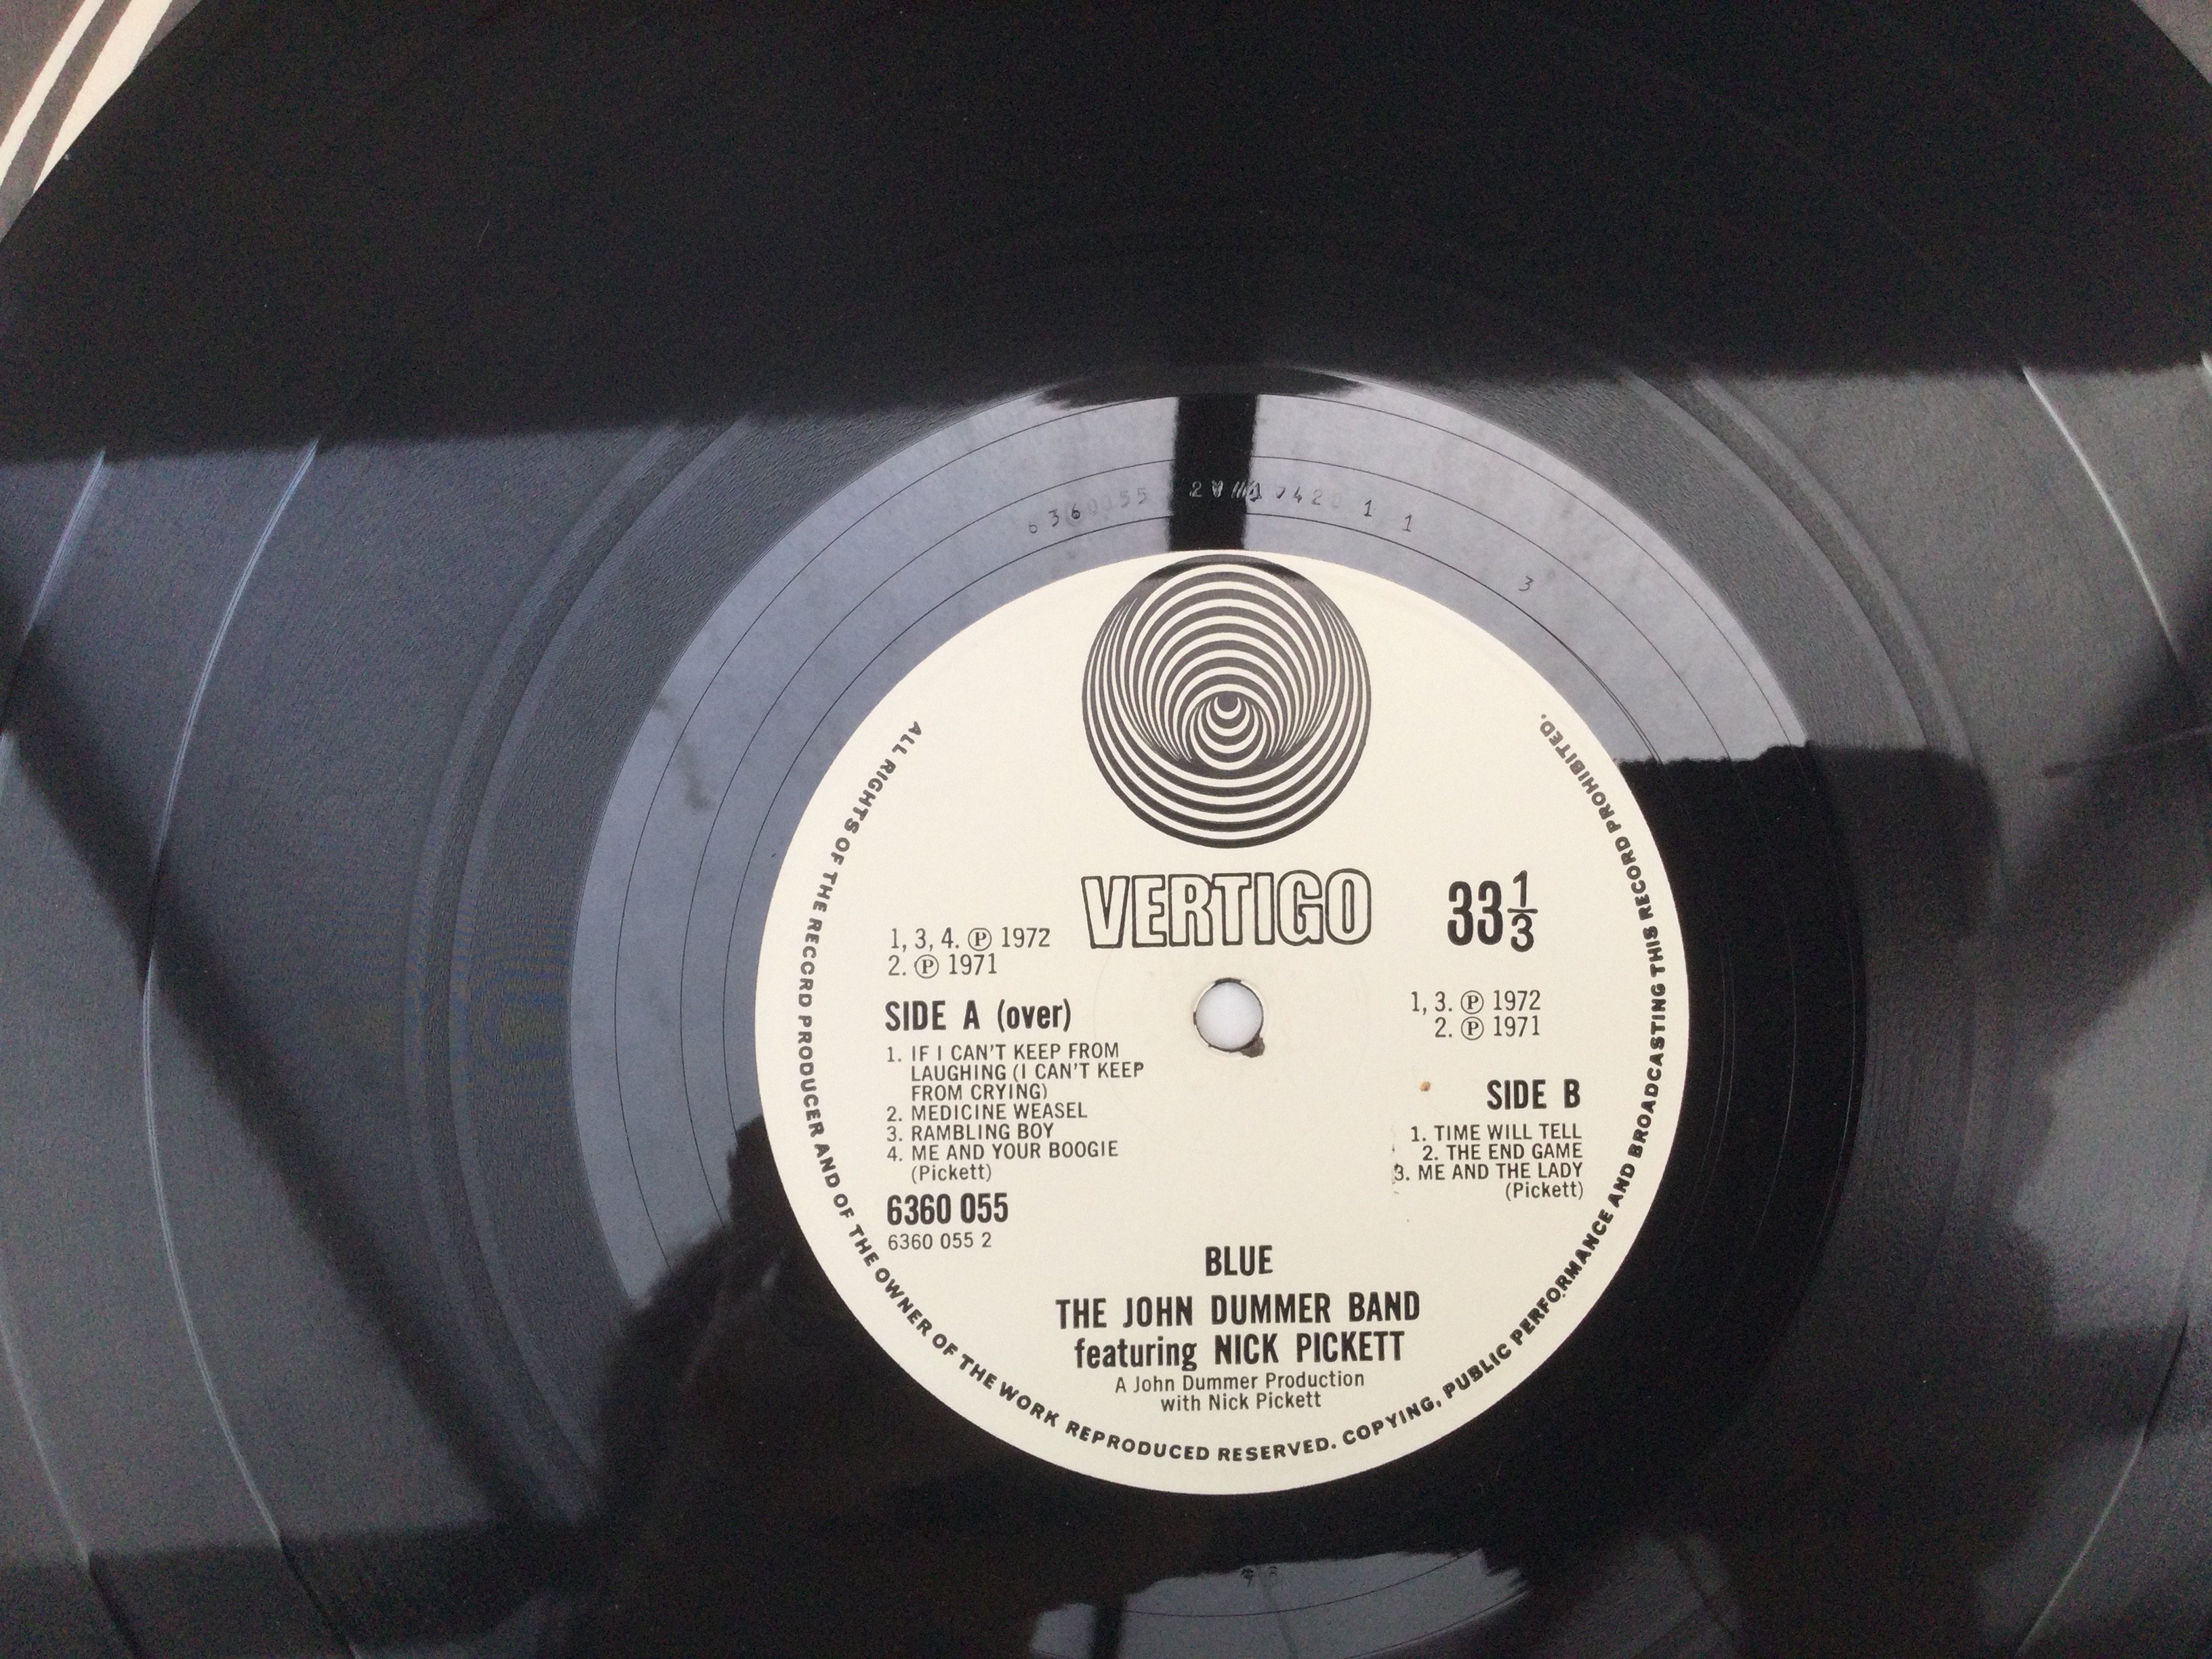 VERTIGO
33⅓
1, 3, 4. ℗ 1972
2. ℗ 1971
SIDE A (over)
1. IF I CAN'T KEEP FROM
LAUGHING (I CAN'T KEEP
FROM CRYING)
2. MEDICINE WEASEL
3. RAMBLING BOY
4. ME AND YOUR BOOGIE
(Pickett)
6360 055
6360 055 2
1, 3. ℗ 1972
2. ℗ 1971
SIDE B
1. TIME WILL TELL
2. THE END GAME
3. ME AND THE LADY
(Pickett)
BLUE
THE JOHN DUMMER BAND
featuring NICK PICKETT
A John Dummer Production
with Nick Pickett
ALL RIGHTS OF THE RECORD PRODUCER AND OF THE OWNER OF THE WORK REPRODUCED RESERVED. COPYING, PUBLIC PERFORMANCE AND BROADCASTING THIS RECORD PROHIBITED.